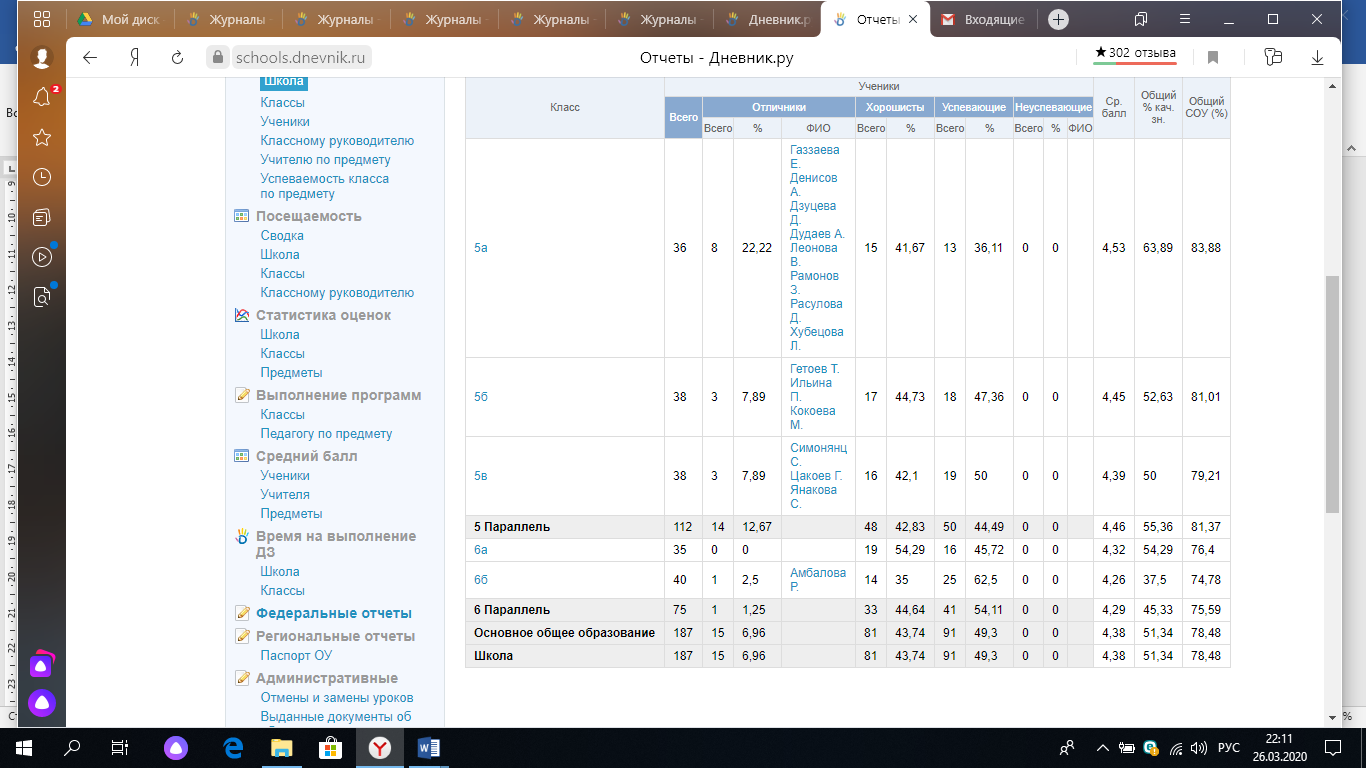 Мой диск
Журналы
Журналы
Журналы
Журналы
Журналы
Дневник.р
Отчеты
Входящие
schools.dnevnik.ru
Отчеты - Дневник.ру
★302 отзыва
2
Школа
Классы
Ученики
Классному руководителю
Учителю по предмету
Успеваемость класса
по предмету
Посещаемость
Сводка
Школа
Классы
Классному руководителю
Статистика оценок
Школа
Классы
Предметы
Выполнение программ
Классы
Педагогу по предмету
Средний балл
Ученики
Учителя
Предметы
Время на выполнение
ДЗ
Школа
Классы
Федеральные отчеты
Региональные отчеты
Паспорт ОУ
Административные
Отмены и замены уроков
Выданные документы об
Класс Ученики Ср. балл Общий % кач. зн. Общий СОУ (%)
Всего Отличники Хорошисты Успевающие Неуспевающие
Всего % ФИО Всего % Всего % Всего % ФИО
Газзаева
Е.
Денисов
А.
Дзуцева
Д.
Дудаев А.
5а 36 8 22,22 Леонова 15 41,67 13 36,11 0 0 4,53 63,89 83,88
В.
Рамонов
З.
Расулова
Д.
Хубецова
Л.
Гетоев Т.
Ильина
5б 38 3 7,89 П. 17 44,73 18 47,36 0 0 4,45 52,63 81,01
Кокоева
М.
Симонянц
С.
5в 38 3 7,89 Цакоев Г. 16 42,1 19 50 0 0 4,39 50 79,21
Янакова
С.
5 Параллель 112 14 12,67 48 42,83 50 44,49 0 0 4,46 55,36 81,37
6а 35 0 0 19 54,29 16 45,72 0 0 4,32 54,29 76,4
6б 40 1 2,5 Амбалова Р. 14 35 25 62,5 0 0 4,26 37,5 74,78
6 Параллель 75 1 1,25 33 44,64 41 54,11 0 0 4,29 45,33 75,59
Основное общее образование 187 15 6,96 81 43,74 91 49,3 0 0 4,38 51,34 78,48
Школа 187 15 6,96 81 43,74 91 49,3 0 0 4,38 51,34 78,48
РУС
22:11
26.03.2020